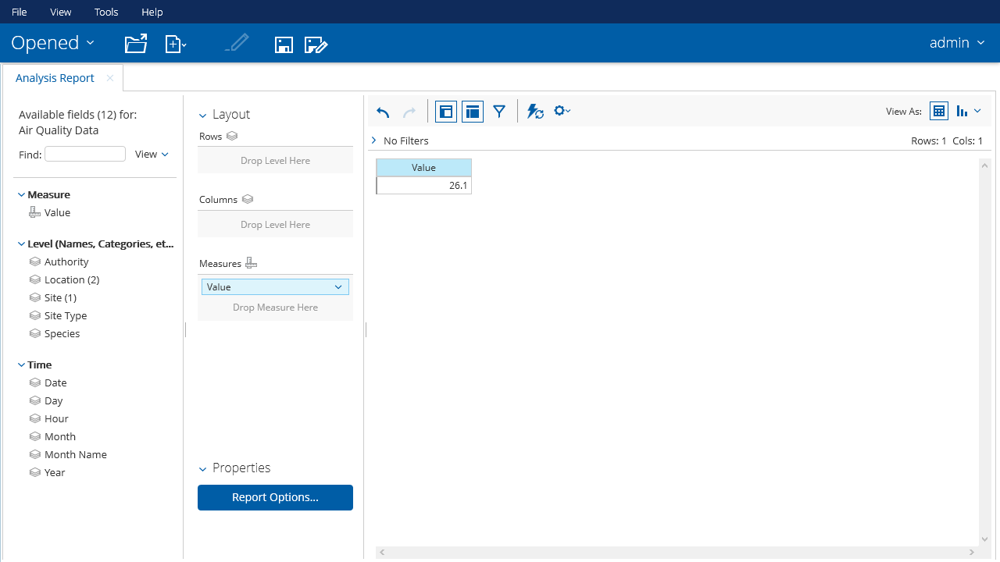 File View Tools Help
Opened
admin
Analysis Report
Available fields (12) for:
Air Quality Data
Find:
View
Measure
Value
Level (Names, Categories, et...
Authority
Location (2)
Site (1)
Site Type
Species
Time
Date
Day
Hour
Month
Month Name
Year
Layout
Rows
Drop Level Here
Columns
Drop Level Here
Measures
Value
Drop Measure Here
Properties
Report Options...
View As:
No Filters
Rows: 1 Cols: 1
Value
26.1